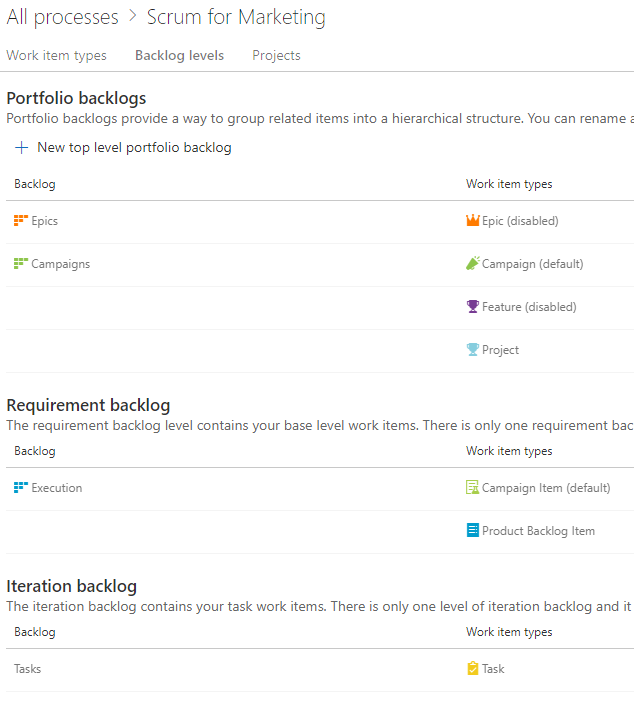 All processes > Scrum for Marketing
Work item types Backlog levels Projects
Portfolio backlogs
Portfolio backlogs provide a way to group related items into a hierarchical structure. You can rename a
+ New top level portfolio backlog
Backlog Work item types
Epics Epic (disabled)
Campaigns Campaign (default)
Feature (disabled)
Project
Requirement backlog
The requirement backlog level contains your base level work items. There is only one requirement bac
Backlog Work item types
Execution Campaign Item (default)
Product Backlog Item
Iteration backlog
The iteration backlog contains your task work items. There is only one level of iteration backlog and it
Backlog Work item types
Tasks Task